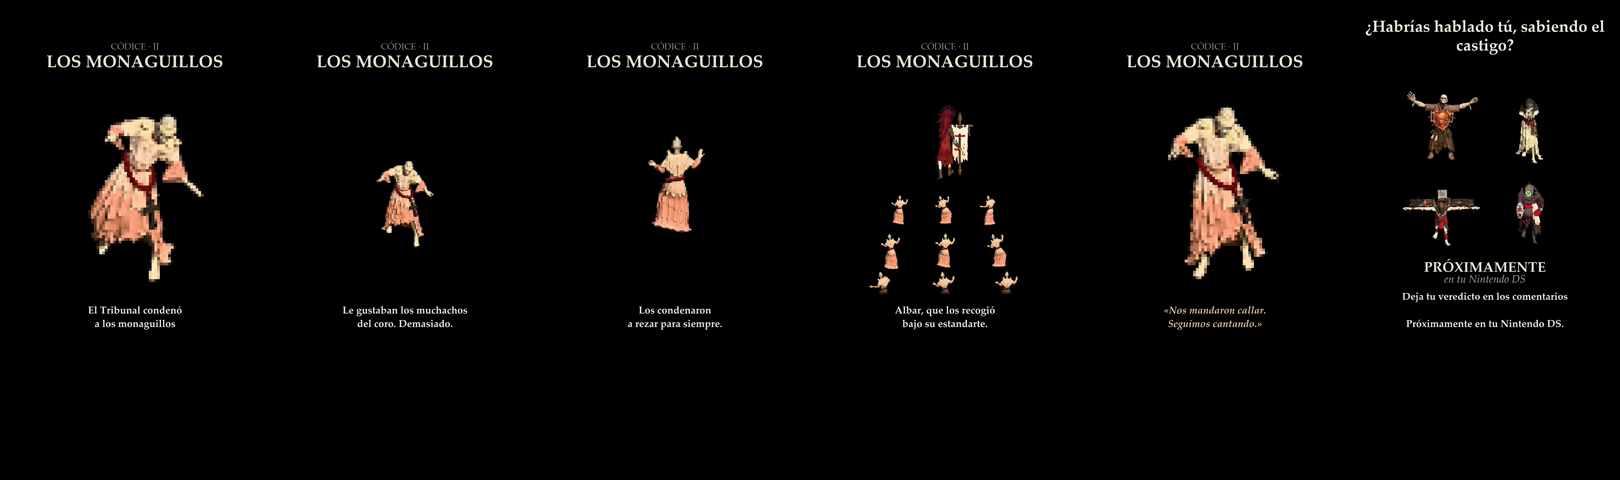 CÓDICE · II
LOS MONAGUILLOS
El Tribunal condenó
a los monaguillos
CÓDICE · II
LOS MONAGUILLOS
Le gustaban los muchachos
del coro. Demasiado.
CÓDICE · II
LOS MONAGUILLOS
Los condenaron
a rezar para siempre.
CÓDICE · II
LOS MONAGUILLOS
Albar, que los recogió
bajo su estandarte.
CÓDICE · II
LOS MONAGUILLOS
«Nos mandaron callar.
Seguimos cantando.»
¿Habrías hablado tú, sabiendo el
castigo?
PRÓXIMAMENTE
en tu Nintendo DS
Deja tu veredicto en los comentarios
Próximamente en tu Nintendo DS.